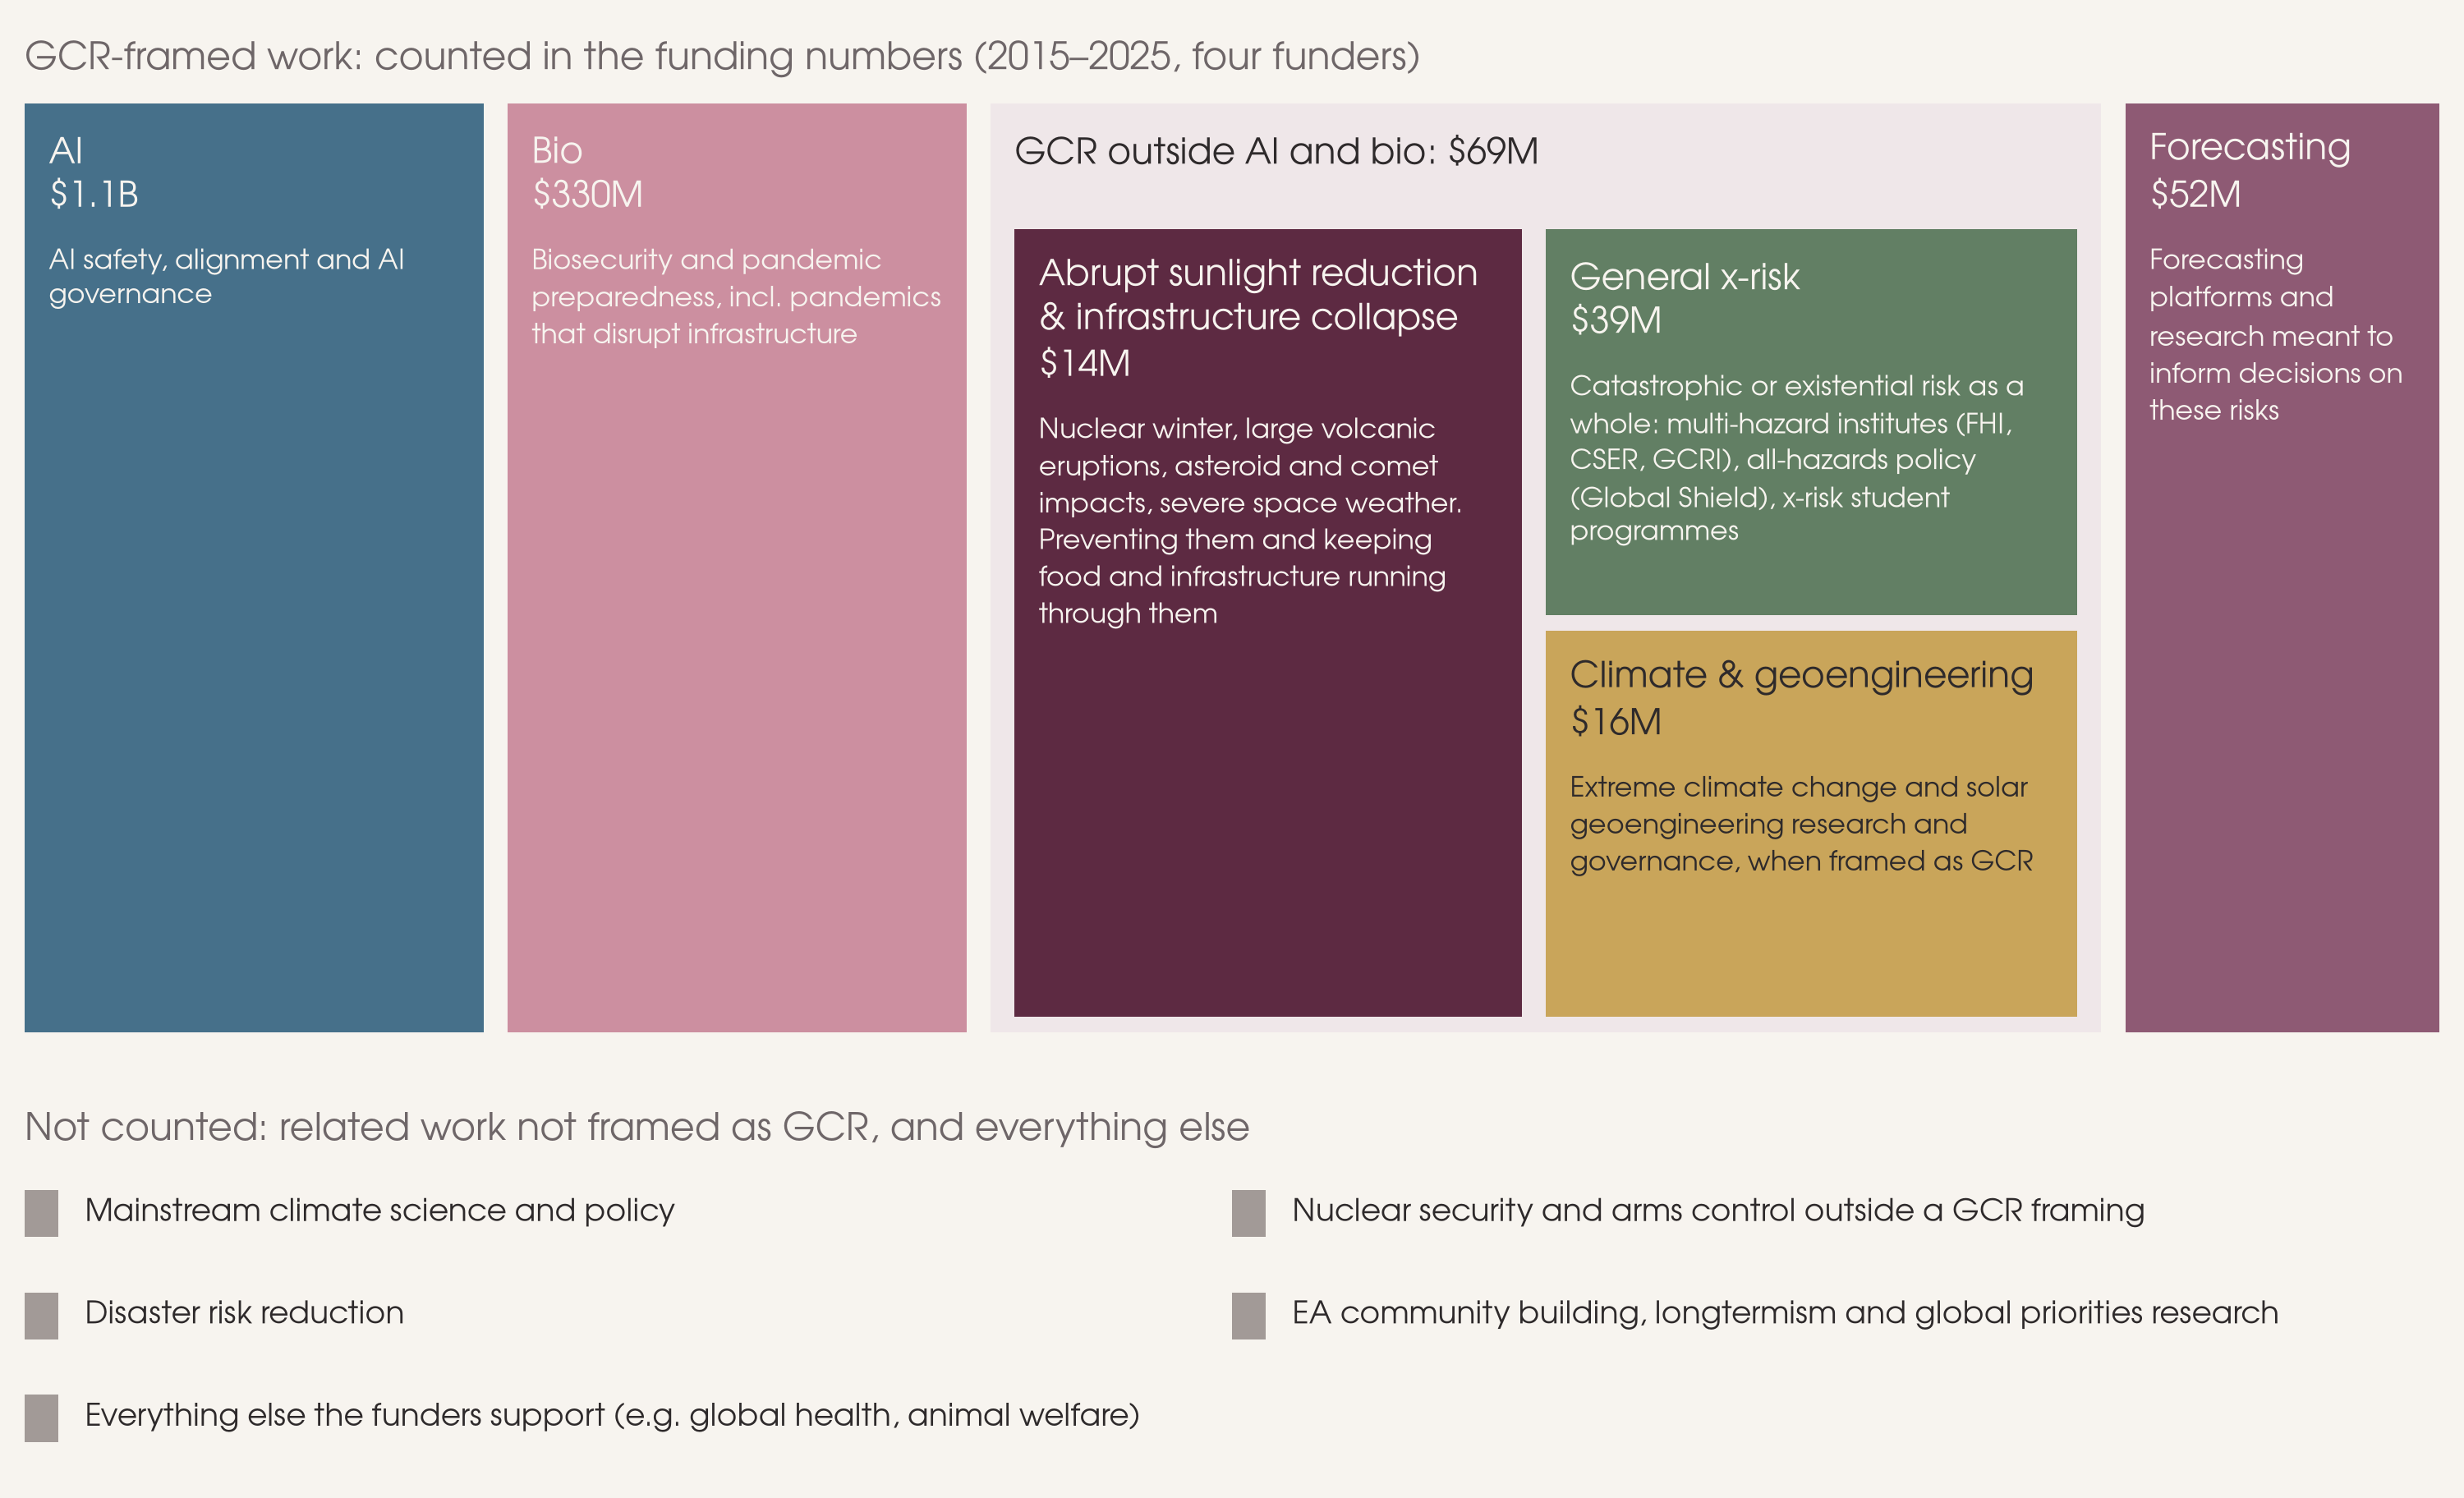 GCR-framed work: counted in the funding numbers (2015–2025, four funders)
AI
$1.1B
AI safety, alignment and AI
governance
Bio
$330M
Biosecurity and pandemic
preparedness, incl. pandemics
that disrupt infrastructure
GCR outside AI and bio: $69M
Abrupt sunlight reduction
& infrastructure collapse
$14M
Nuclear winter, large volcanic
eruptions, asteroid and comet
impacts, severe space weather.
Preventing them and keeping
food and infrastructure running
through them
General x-risk
$39M
Catastrophic or existential risk as a
whole: multi-hazard institutes (FHI,
CSER, GCRI), all-hazards policy
(Global Shield), x-risk student
programmes
Climate & geoengineering
$16M
Extreme climate change and solar
geoengineering research and
governance, when framed as GCR
Forecasting
$52M
Forecasting
platforms and
research meant to
inform decisions on
these risks
Not counted: related work not framed as GCR, and everything else
Mainstream climate science and policy
Nuclear security and arms control outside a GCR framing
Disaster risk reduction
EA community building, longtermism and global priorities research
Everything else the funders support (e.g. global health, animal welfare)